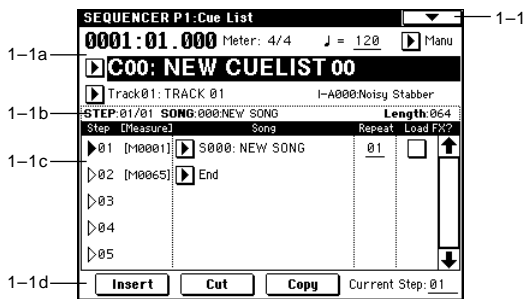 SEQUENCER P1:Cue List
1-1
0001:01.000 Meter: 4/4 ♩ = 120 Manu
1-1a
C00: NEW CUELIST 00
Track01: TRACK 01 I-A000:Noisy Stabber
1-1b
STEP:01/01 SONG:000:NEW SONG Length:064
Step [Measure] Song Repeat Load FX?
01 [M0001] S000: NEW SONG 01
1-1c
02 [M0065] End
03
04
05
1-1d
Insert Cut Copy Current Step: 01